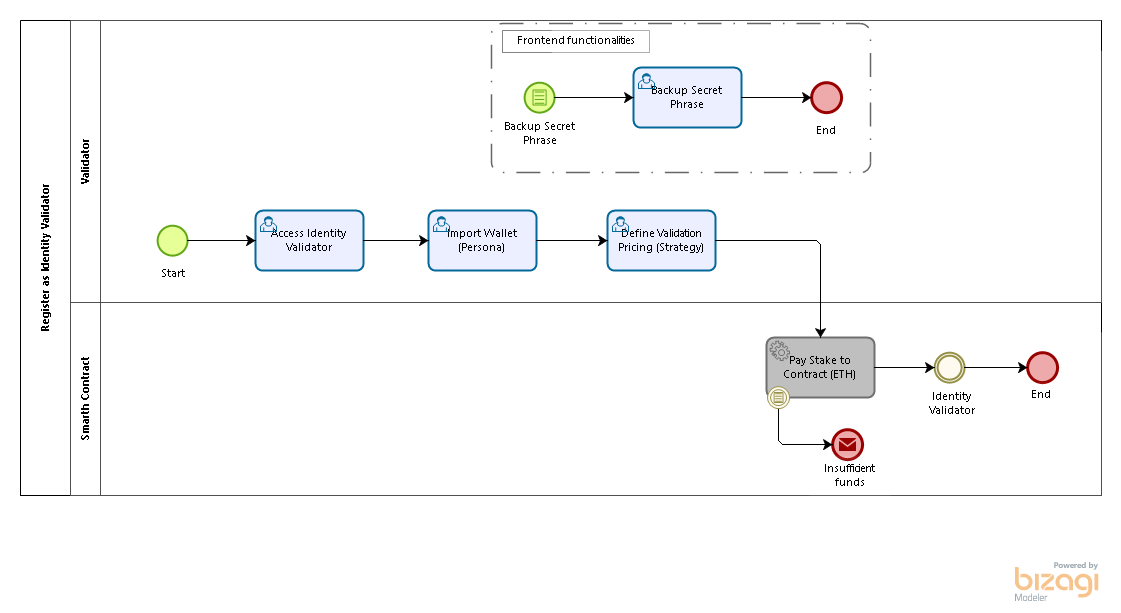 Register as Identity Validator
Validator
Frontend functionalities
Backup Secret
Phrase
Backup Secret
Phrase
End
Start
Access Identity
Validator
Import Wallet
(Persona)
Define Validation
Pricing (Strategy)
Smarth Contract
Pay Stake to
Contract (ETH)
Identity
Validator
End
Insufficient
funds
Powered by
bizagi
Modeler